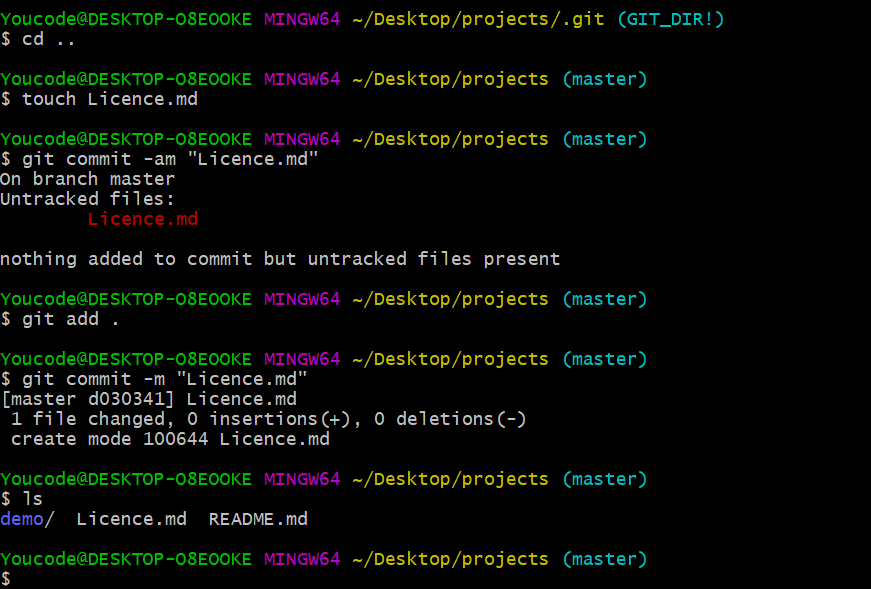 Youcode@DESKTOP-O8EOOKE MINGW64 ~/Desktop/projects/.git (GIT_DIR!)
$ cd ..
Youcode@DESKTOP-O8EOOKE MINGW64 ~/Desktop/projects (master)
$ touch Licence.md
Youcode@DESKTOP-O8EOOKE MINGW64 ~/Desktop/projects (master)
$ git commit -am "Licence.md"
On branch master
Untracked files:
Licence.md
nothing added to commit but untracked files present
Youcode@DESKTOP-O8EOOKE MINGW64 ~/Desktop/projects (master)
$ git add .
Youcode@DESKTOP-O8EOOKE MINGW64 ~/Desktop/projects (master)
$ git commit -m "Licence.md"
[master d030341] Licence.md
1 file changed, 0 insertions(+), 0 deletions(-)
create mode 100644 Licence.md
Youcode@DESKTOP-O8EOOKE MINGW64 ~/Desktop/projects (master)
$ ls
demo/  Licence.md  README.md
Youcode@DESKTOP-O8EOOKE MINGW64 ~/Desktop/projects (master)
$